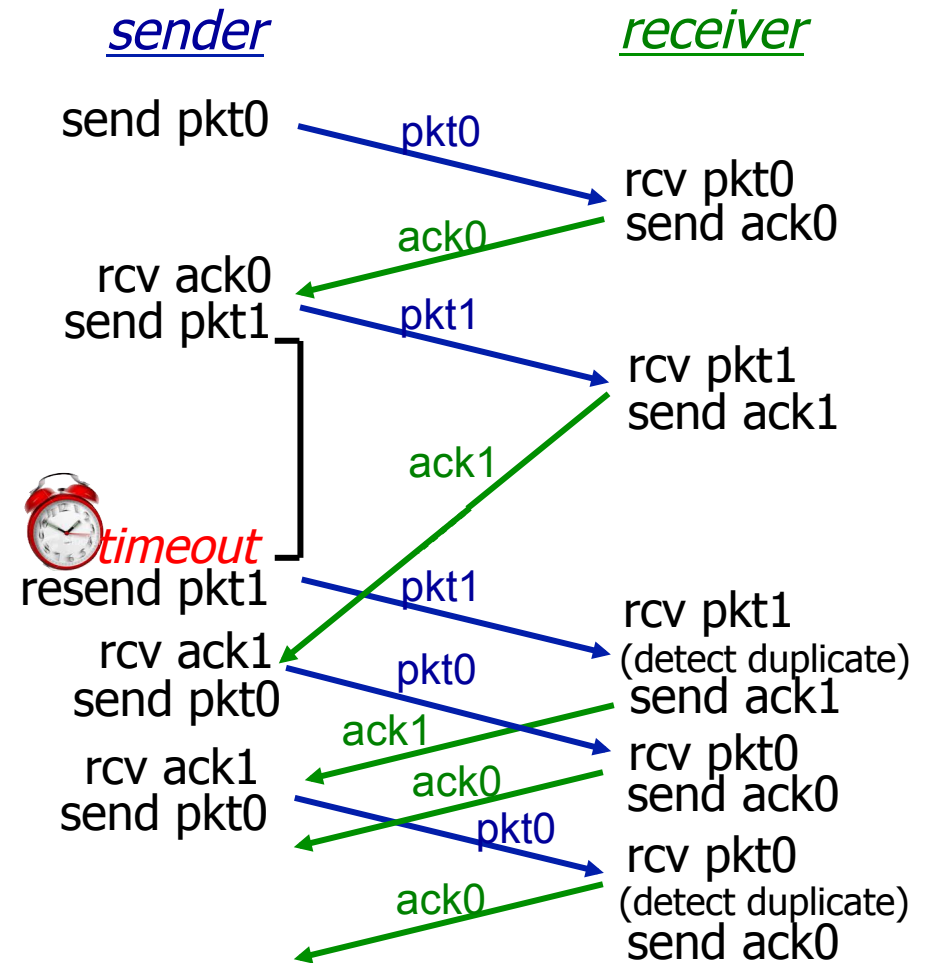 sender
receiver
send pkt0
pkt0
rcv pkt0
send ack0
ack0
rcv ack0
send pkt1
pkt1
rcv pkt1
send ack1
ack1
timeout
resend pkt1
pkt1
rcv pkt1
(detect duplicate)
send ack1
rcv ack1
send pkt0
pkt0
ack1
rcv pkt0
send ack0
rcv ack1
send pkt0
ack0
pkt0
rcv pkt0
(detect duplicate)
send ack0
ack0